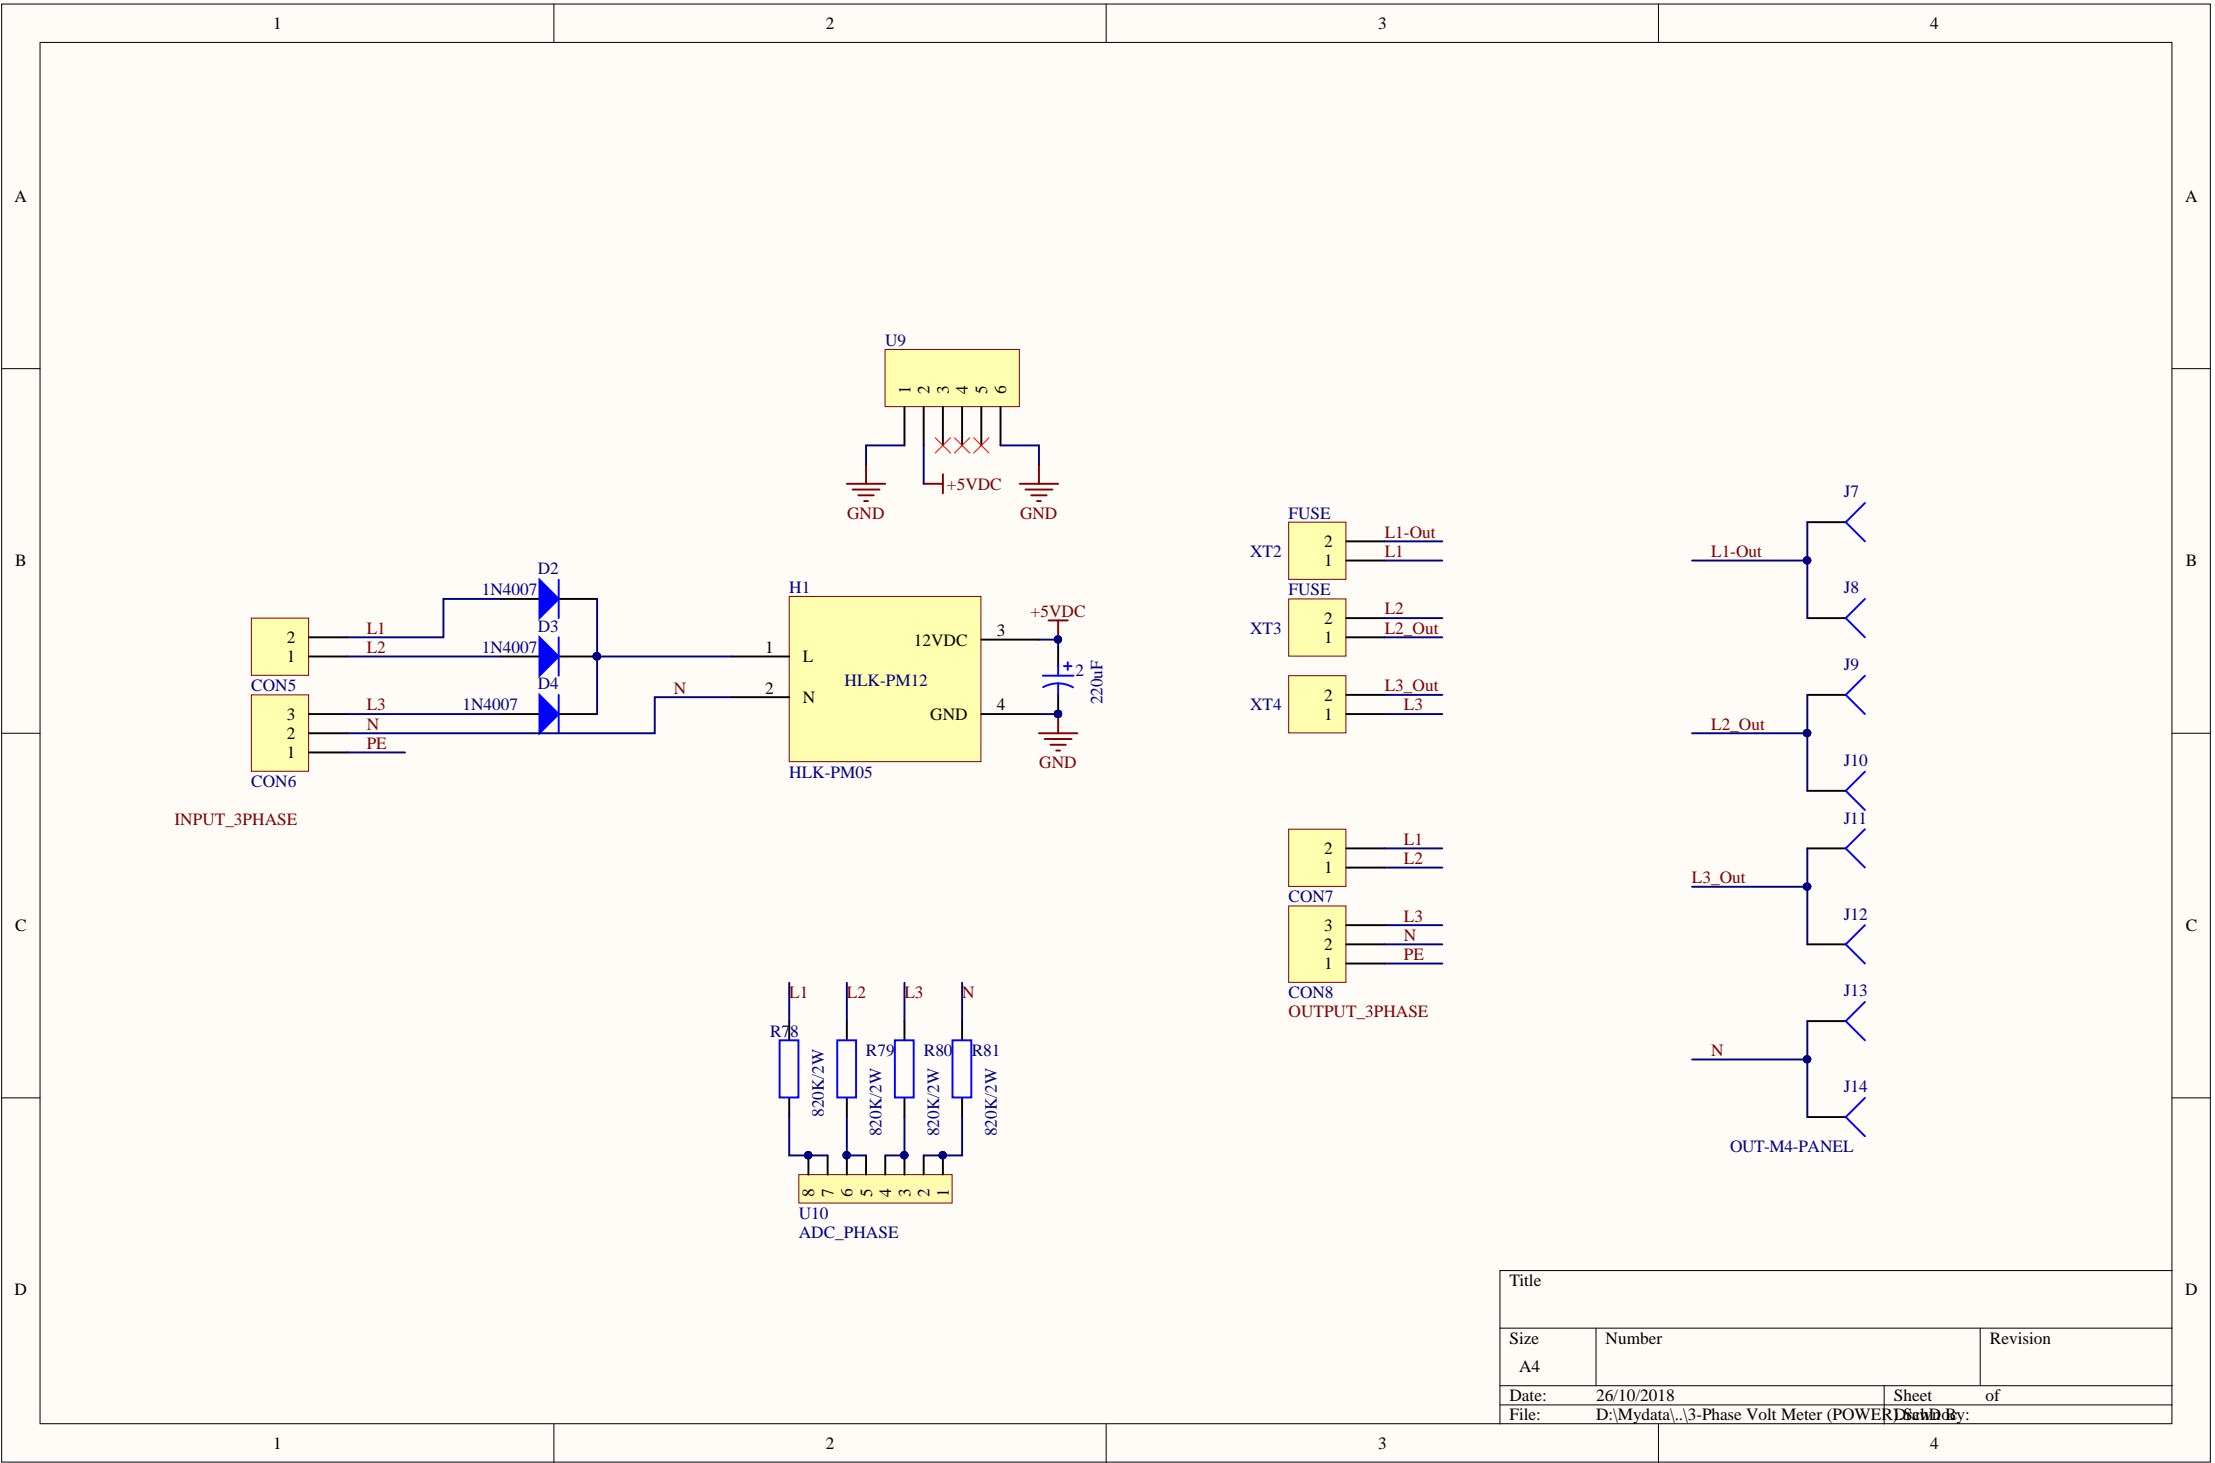 1 2 3 4
A A
U9
1 2 3 4 5 6
+5VDC
GND GND
B B
D2
1N4007
D3
1N4007
D4
1N4007
2 L1
1 L2
CON5
3 L3
2 N
1 PE
CON6
INPUT_3PHASE
H1
1 L
N 2 N
12VDC 3
HLK-PM12
GND 4
HLK-PM05
+5VDC
+ 2
220uF
GND
FUSE
XT2
2 L1-Out
1 L1
FUSE
XT3
2 L2
1 L2_Out
XT4
2 L3_Out
1 L3
2 L1
1 L2
CON7
3 L3
2 N
1 PE
CON8
OUTPUT_3PHASE
J7
L1-Out
J8
J9
L2_Out
J10
J11
L3_Out
J12
J13
N
J14
OUT-M4-PANEL
C C
L1 L2 L3 N
R78 R79 R80 R81
820K/2W 820K/2W 820K/2W 820K/2W
8 7 6 5 4 3 2 1
U10
ADC_PHASE
D D
Title
Size Number Revision
A4
Date: 26/10/2018 Sheet of
File: D:\Mydata\..\3-Phase Volt Meter (POWER).SchDoc Drawn By:
1 2 3 4